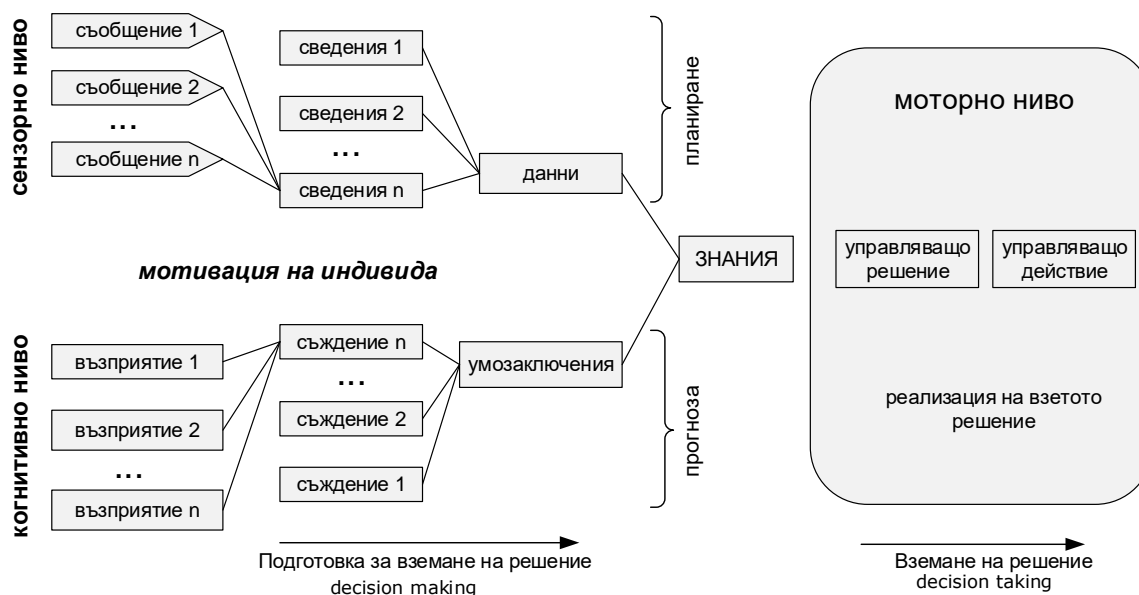 сензорно ниво
съобщение 1
съобщение 2
...
съобщение n
сведения 1
сведения 2
...
сведения n
данни
планиране
мотивация на индивида
ЗНАНИЯ
когнитивно ниво
възприятие 1
възприятие 2
...
възприятие n
съждение n
...
съждение 2
съждение 1
умозаключения
прогноза
Подготовка за вземане на решение
decision making
моторно ниво
управляващо
решение
управляващо
действие
реализация на взетото
решение
Вземане на решение
decision taking